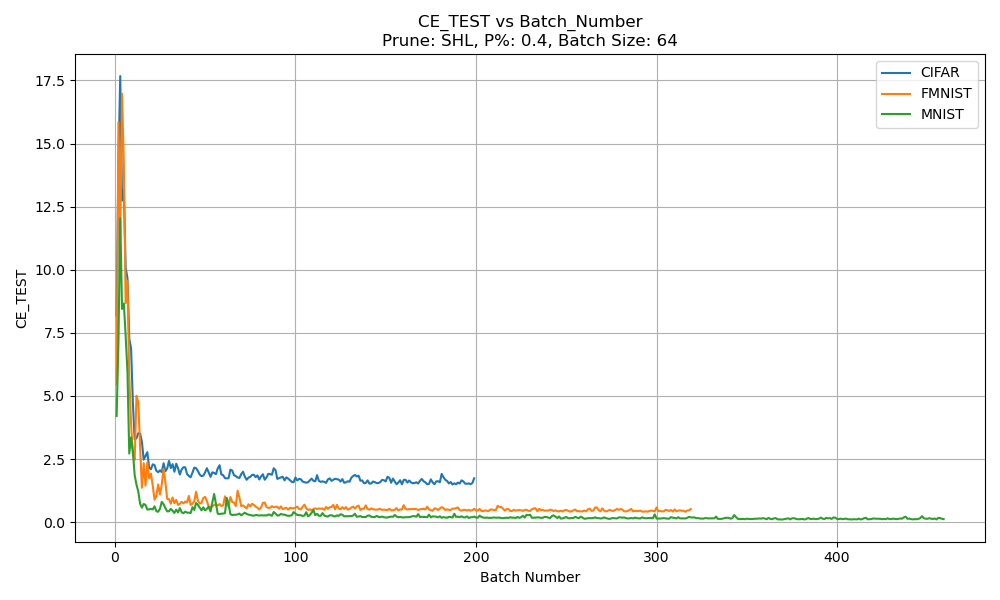 CE_TEST vs Batch_Number
Prune: SHL, P%: 0.4, Batch Size: 64
CIFAR
FMNIST
MNIST
17.5
15.0
12.5
10.0
7.5
5.0
2.5
0.0
CE_TEST
0
100
200
300
400
Batch Number